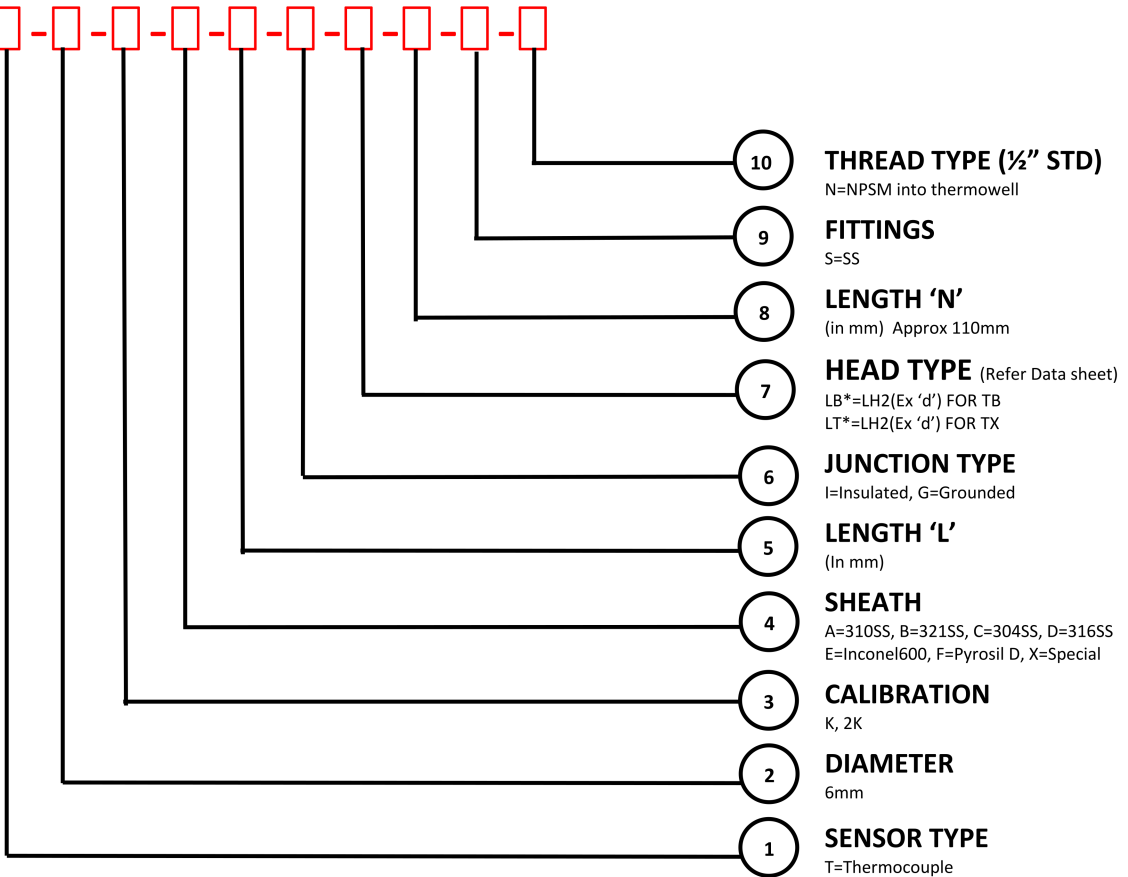 10
THREAD TYPE (½” STD)
N=NPSM into thermowell
9
FITTINGS
S=SS
8
LENGTH ‘N’
(in mm) Approx 110mm
7
HEAD TYPE (Refer Data sheet)
LB*=LH2(Ex ‘d’) FOR TB
LT*=LH2(Ex ‘d’) FOR TX
6
JUNCTION TYPE
I=Insulated, G=Grounded
5
LENGTH ‘L’
(In mm)
4
SHEATH
A=310SS, B=321SS, C=304SS, D=316SS
E=Inconel600, F=Pyrosil D, X=Special
3
CALIBRATION
K, 2K
2
DIAMETER
6mm
1
SENSOR TYPE
T=Thermocouple